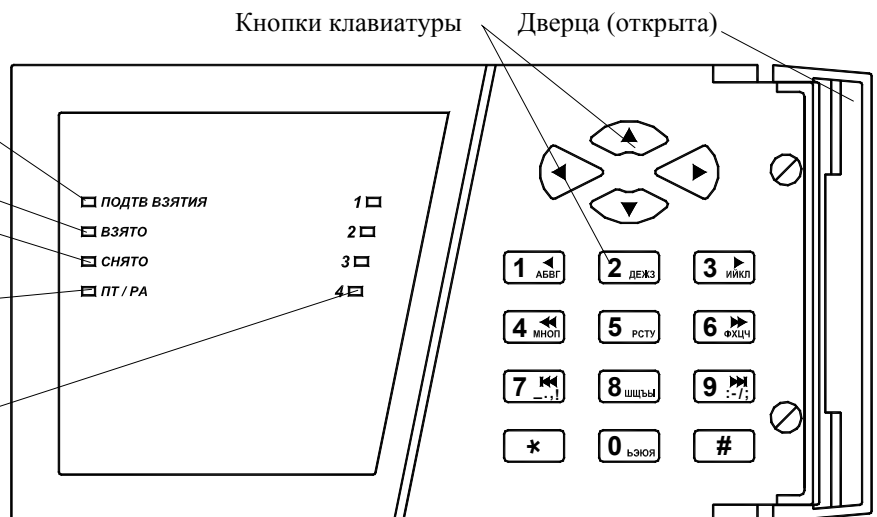 Кнопки клавиатуры Дверца (открыта)
ПОДТВ ВЗЯТИЯ 1
ВЗЯТО 2
СНЯТО 3
ПТ / РА 4
1 АБВГ 2 ДЕЖЗ 3 ИЙКЛ
4 МНОП 5 РСТУ 6 ФХЦЧ
7 _.,! 8 ШЩЪЫ 9 :-/;
* 0 ЬЭЮЯ #